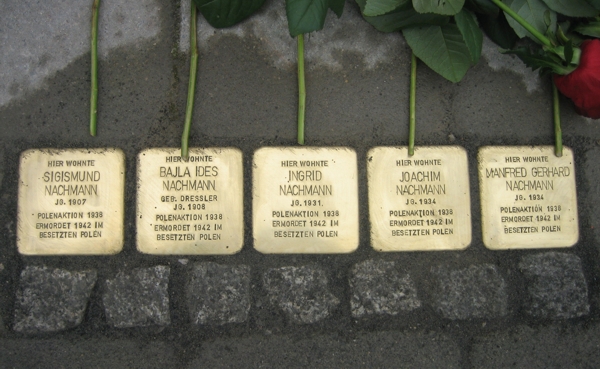 HIER WOHNTE
SIGISMUND
NACHMANN
JG. 1907
POLENAKTION 1938
ERMORDET 1942 IM
BESETZTEN POLEN
HIER WOHNTE
BAJLA IDES
NACHMANN
GEB. DRESSLER
JG. 1908
POLENAKTION 1938
ERMORDET 1942 IM
BESETZTEN POLEN
HIER WOHNTE
INGRID
NACHMANN
JG. 1931
POLENAKTION 1938
ERMORDET 1942 IM
BESETZTEN POLEN
HIER WOHNTE
JOACHIM
NACHMANN
JG. 1934
POLENAKTION 1938
ERMORDET 1942 IM
BESETZTEN POLEN
HIER WOHNTE
MANFRED GERHARD
NACHMANN
JG. 1934
POLENAKTION 1938
ERMORDET 1942 IM
BESETZTEN POLEN